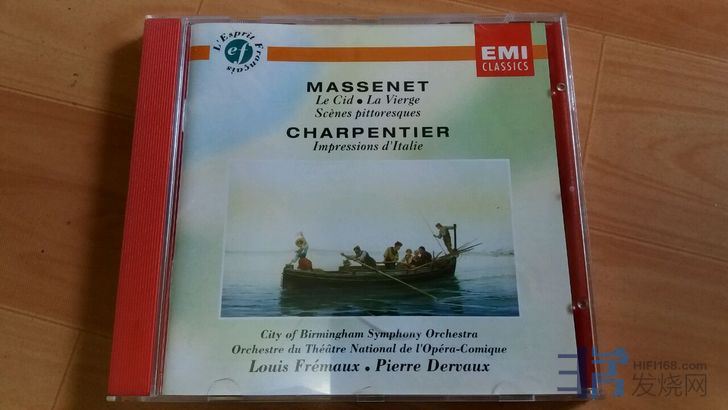 L'Esprit Français
ef
EMI
CLASSICS
MASSENET
Le Cid • La Vierge
Scènes pittoresques
CHARPENTIER
Impressions d'Italie
City of Birmingham Symphony Orchestra
Orchestre du Théâtre National de l'Opéra-Comique
Louis Frémaux • Pierre Dervaux
HIFI168.com
发烧网